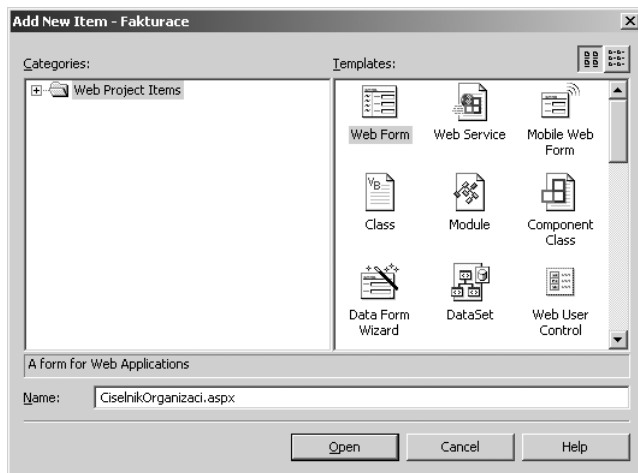 Add New Item - Fakturace
Categories:
Templates:
Web Project Items
Web Form
Web Service
Mobile Web
Form
VB
Class
Module
Component
Class
Data Form
Wizard
DataSet
Web User
Control
A form for Web Applications
Name:
CiselnikOrganizaci.aspx
Open
Cancel
Help